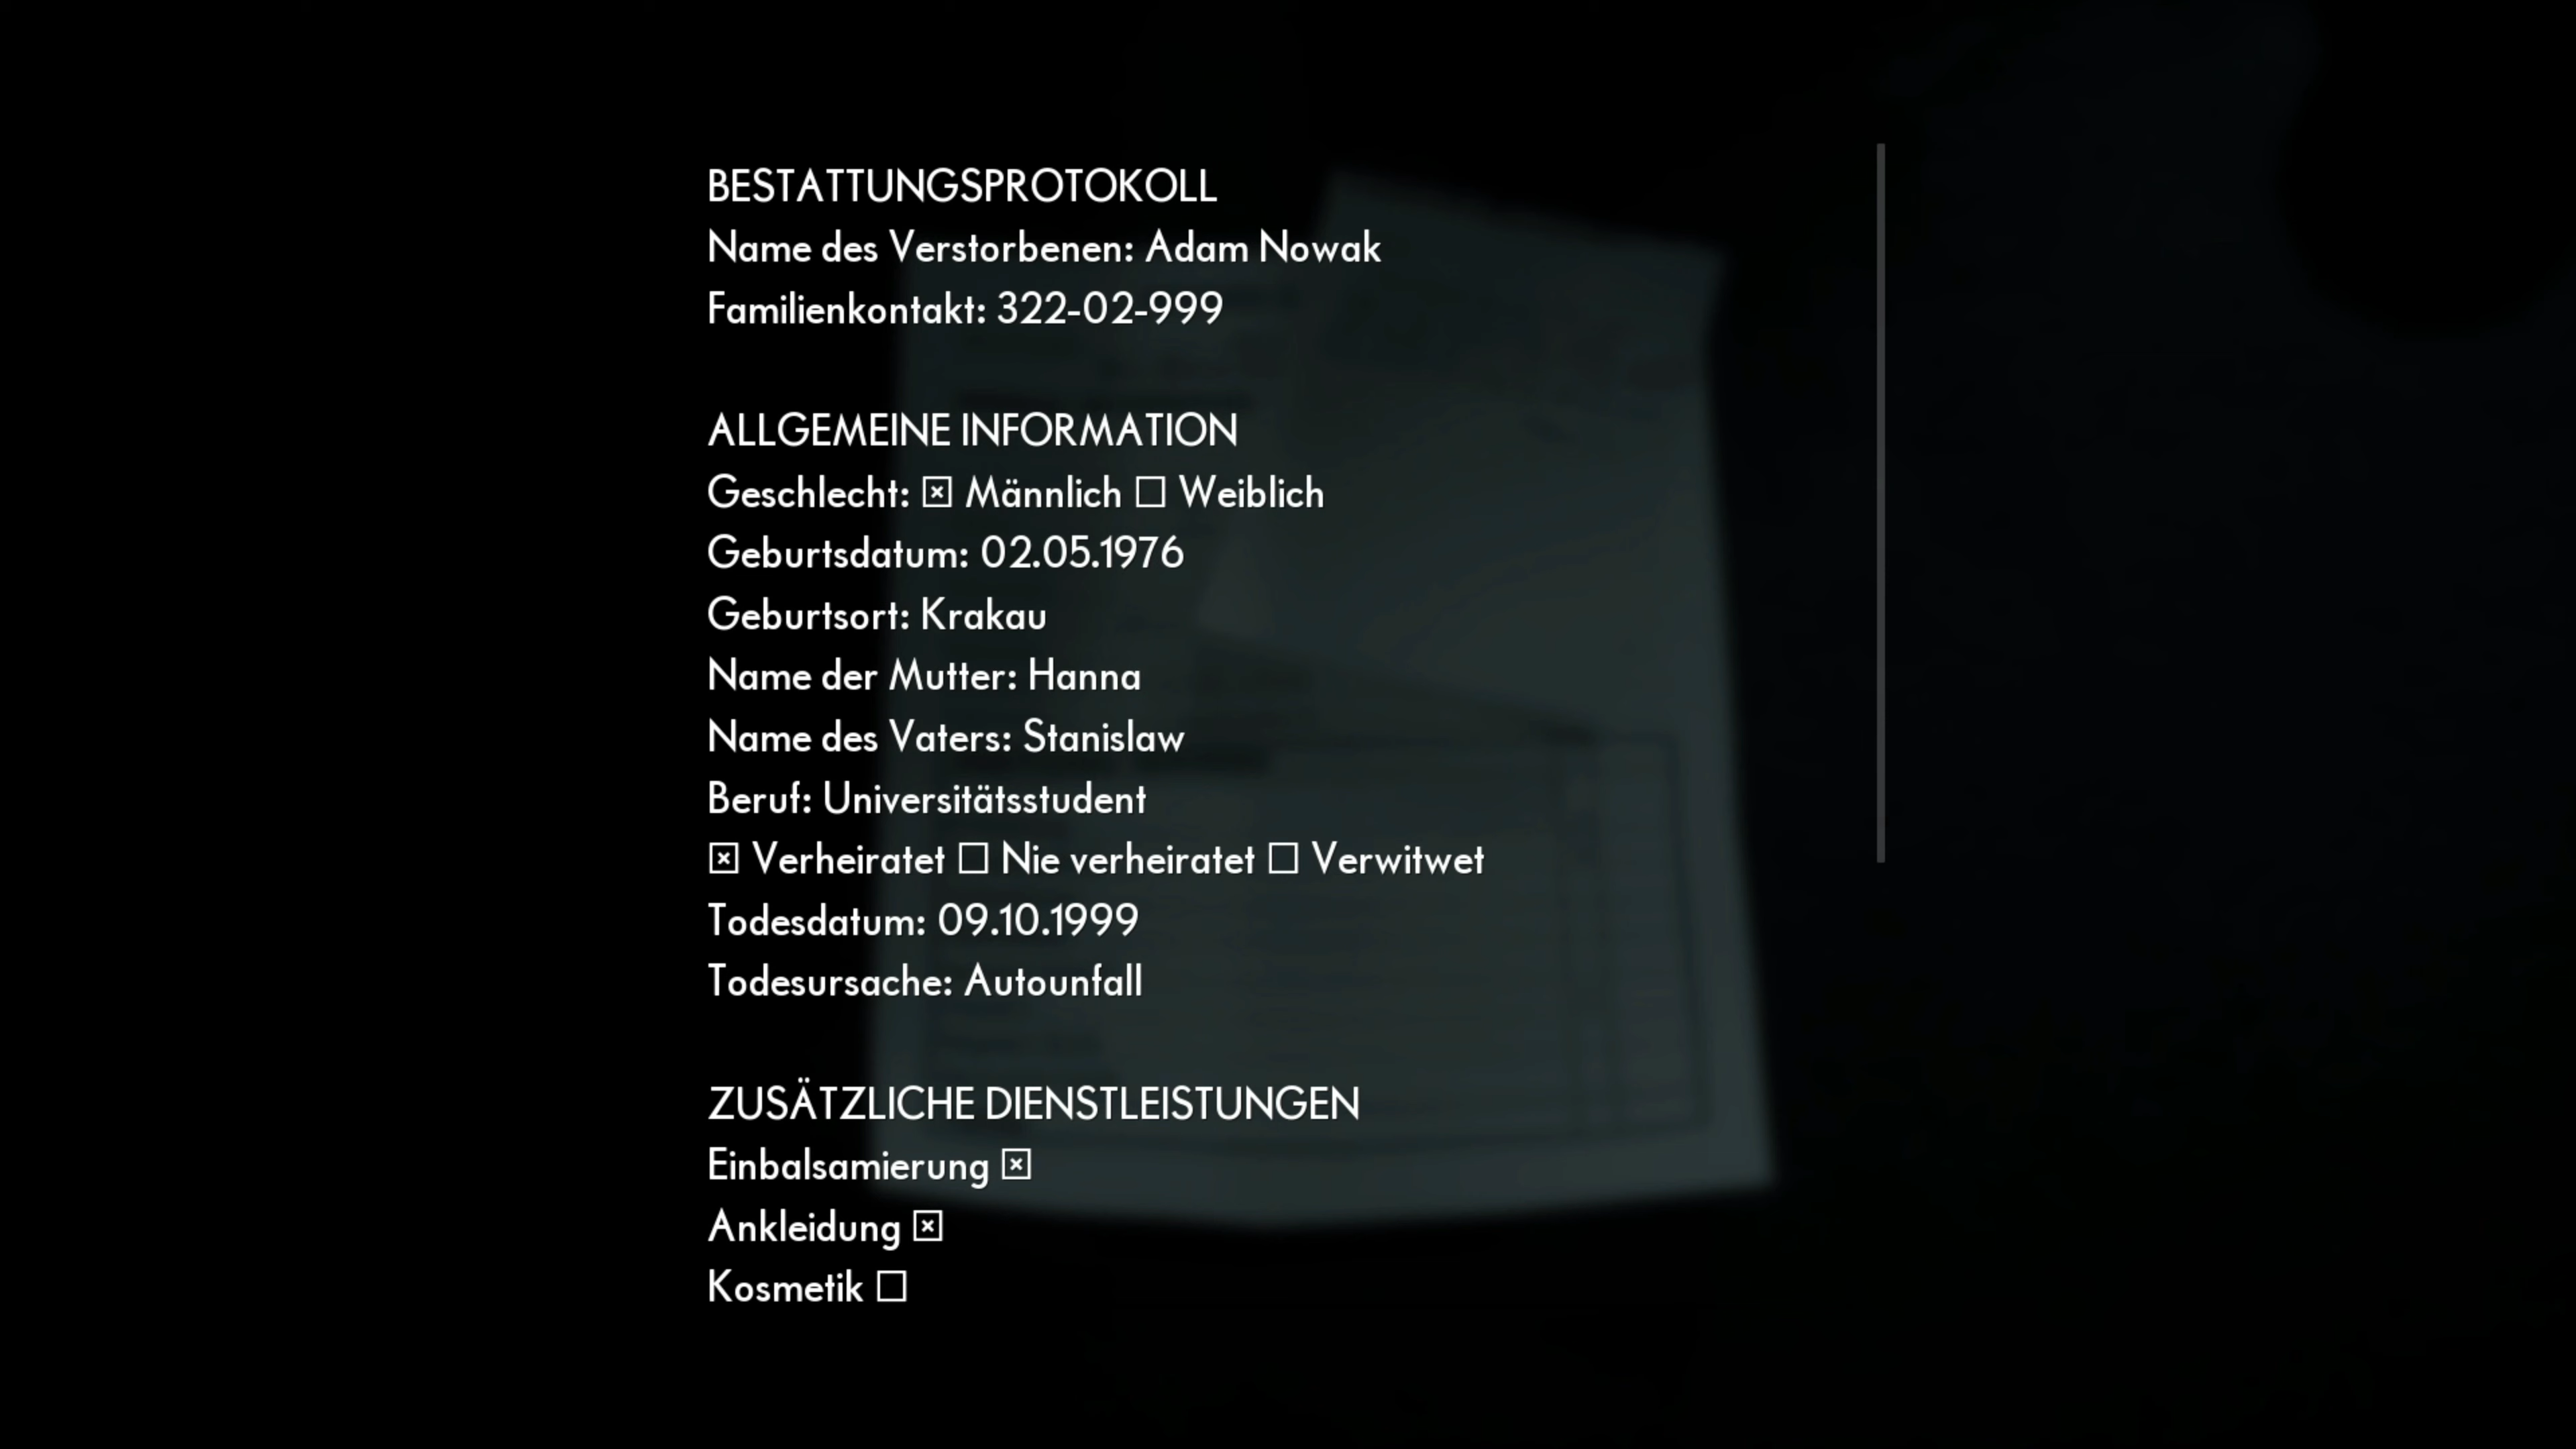 BESTATTUNGSPROTOKOLL
Name des Verstorbenen: Adam Nowak
Familienkontakt: 322-02-999
ALLGEMEINE INFORMATION
Geschlecht: ☒ Männlich ☐ Weiblich
Geburtsdatum: 02.05.1976
Geburtsort: Krakau
Name der Mutter: Hanna
Name des Vaters: Stanislaw
Beruf: Universitätsstudent
☒ Verheiratet ☐ Nie verheiratet ☐ Verwitwet
Todesdatum: 09.10.1999
Todesursache: Autounfall
ZUSÄTZLICHE DIENSTLEISTUNGEN
Einbalsamierung ☒
Ankleidung ☒
Kosmetik ☐